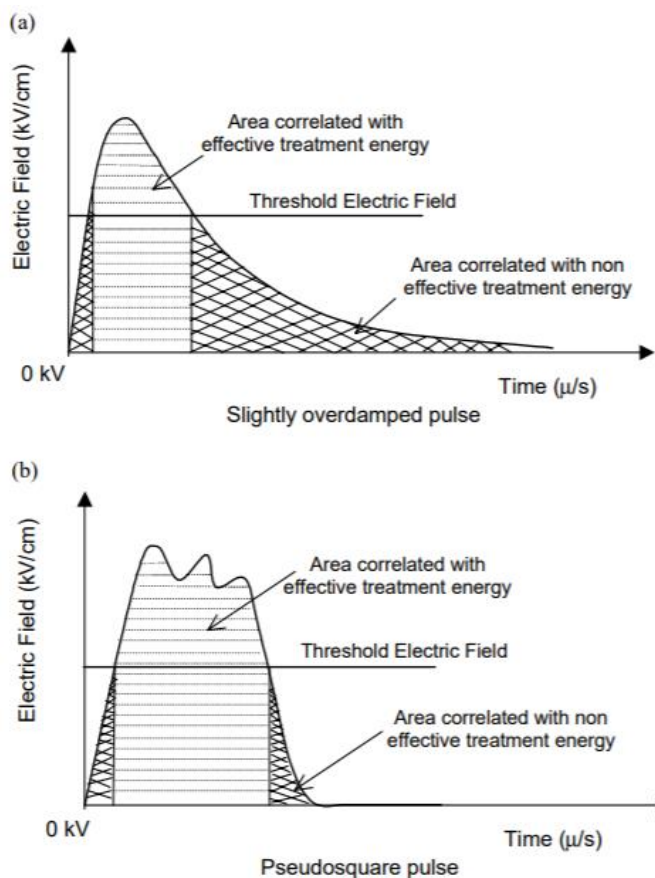 (a)
Electric Field (kV/cm)
Area correlated with
effective treatment energy
Threshold Electric Field
Area correlated with non
effective treatment energy
0 kV
Time (μ/s)
Slightly overdamped pulse
(b)
Electric Field (kV/cm)
Area correlated with
effective treatment energy
Threshold Electric Field
Area correlated with non
effective treatment energy
0 kV
Time (μ/s)
Pseudosquare pulse